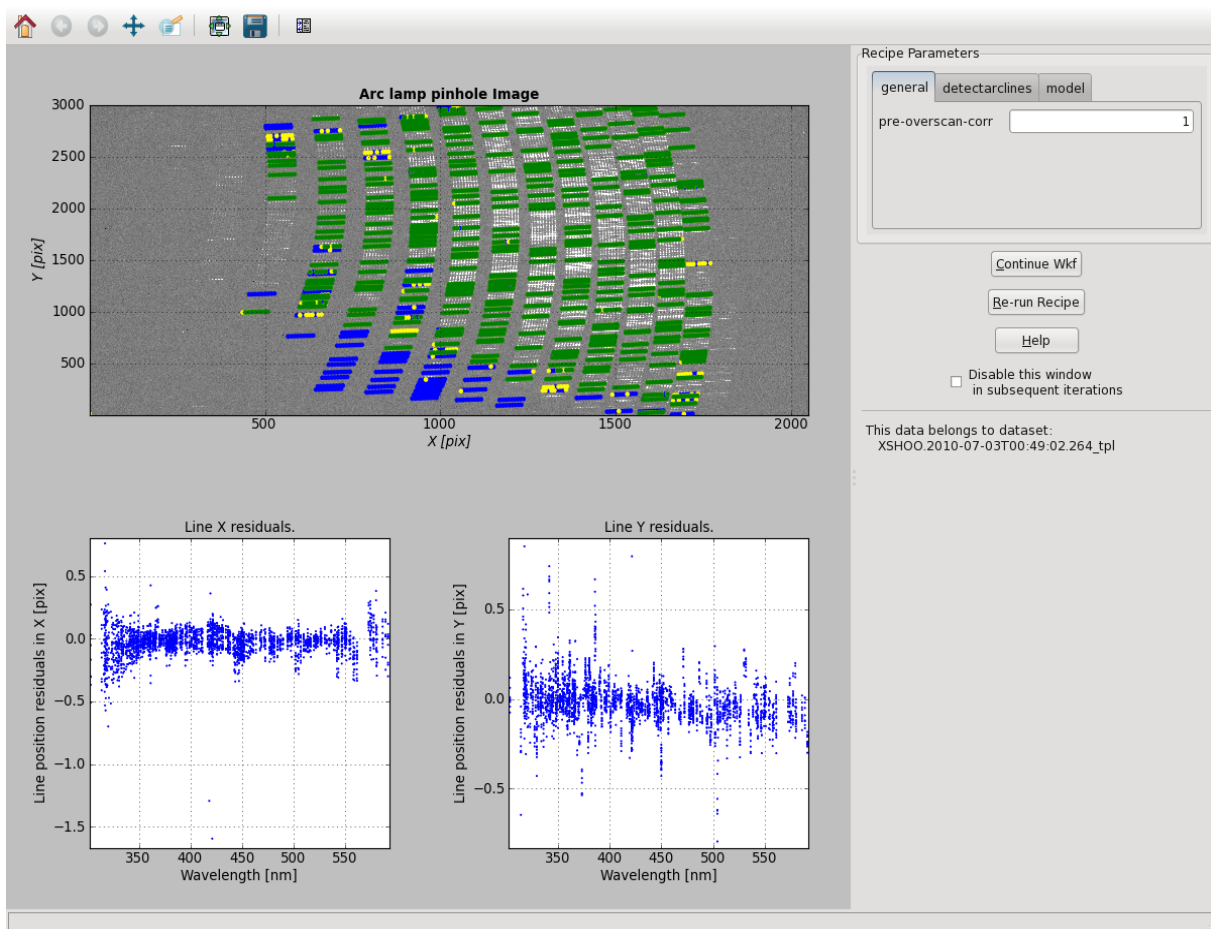 Arc lamp pinhole Image
3000
2500
2000
1500
1000
500
Y [pix]
500
1000
1500
2000
X [pix]
Line X residuals.
0.5
0.0
−0.5
−1.0
−1.5
Line position residuals in X [pix]
350
400
450
500
550
Wavelength [nm]
Line Y residuals.
0.5
0.0
−0.5
Line position residuals in Y [pix]
350
400
450
500
550
Wavelength [nm]
Recipe Parameters
general
detectarclines
model
pre-overscan-corr
1
Continue Wkf
Re-run Recipe
Help
Disable this window
in subsequent iterations
This data belongs to dataset:
XSHOO.2010-07-03T00:49:02.264_tpl